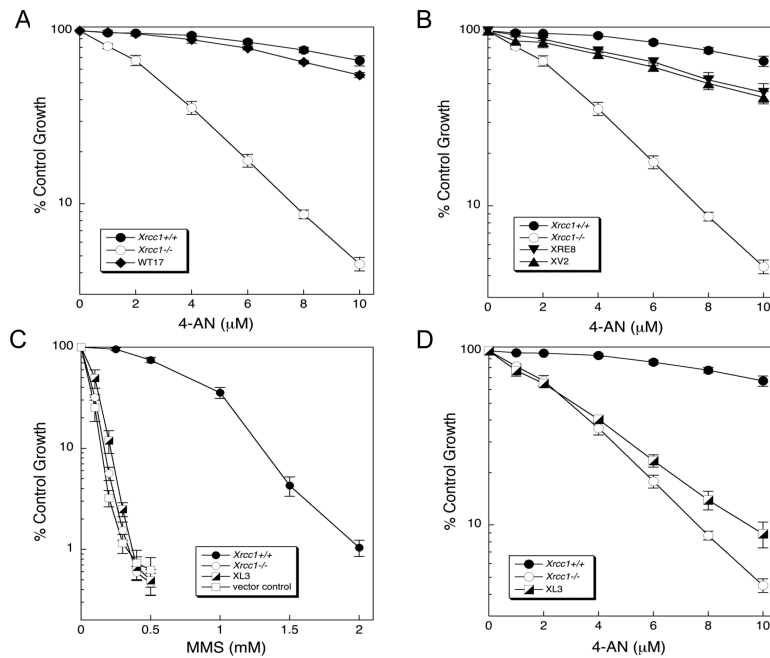 A
100
10
% Control Growth
Xrcc1+/+
Xrcc1-/-
WT17
0 2 4 6 8 10
4-AN (μM)
B
100
10
% Control Growth
Xrcc1+/+
Xrcc1-/-
XRE8
XV2
0 2 4 6 8 10
4-AN (μM)
C
100
10
1
% Control Growth
Xrcc1+/+
Xrcc1-/-
XL3
vector control
0 0.5 1 1.5 2
MMS (mM)
D
100
10
% Control Growth
Xrcc1+/+
Xrcc1-/-
XL3
0 2 4 6 8 10
4-AN (μM)